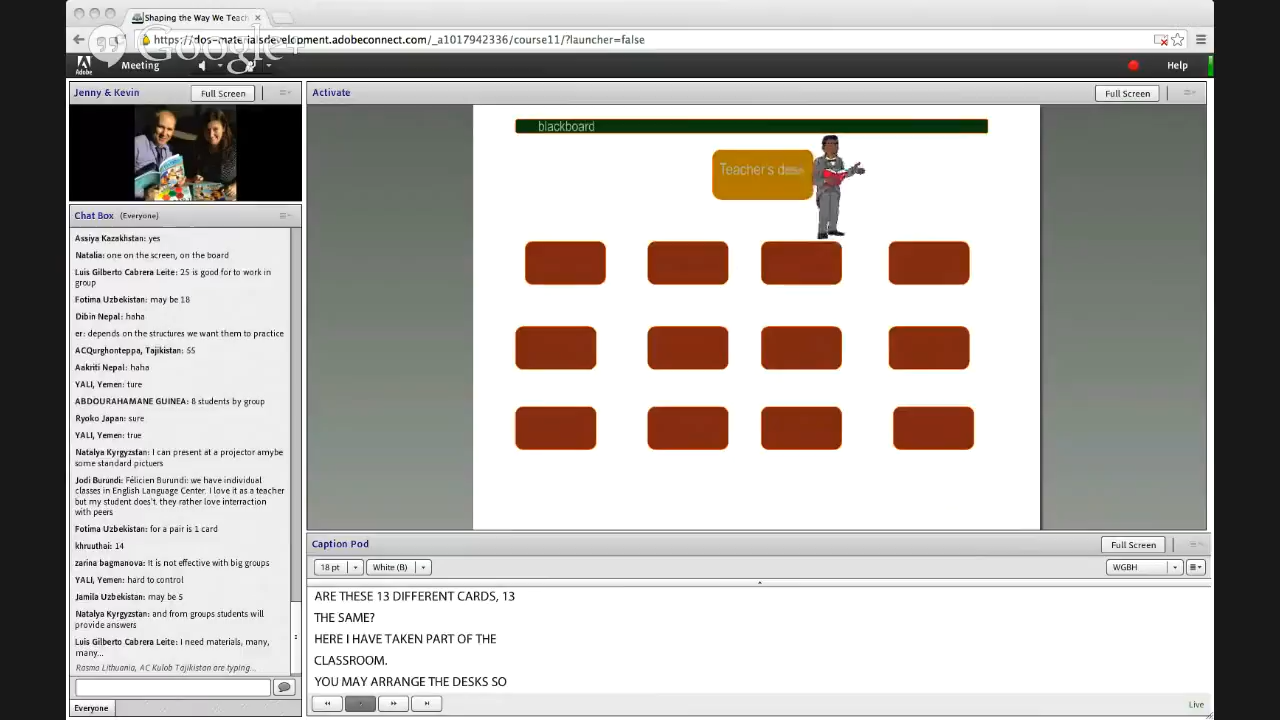 Shaping the Way We Teach
Google+
https://dos-materialsdevelopment.adobeconnect.com/_a1017942336/course11/?launcher=false
Adobe
Meeting
Help
Jenny & Kevin
Full Screen
Activate
Full Screen
blackboard
Teacher's desk
Chat Box (Everyone)
Assiya Kazakhstan: yes
Natalia: one on the screen, on the board
Luis Gilberto Cabrera Leite: 25 is good for to work in
group
Fotima Uzbekistan: may be 18
Dibin Nepal: haha
er: depends on the structures we want them to practice
ACQurghonteppa, Tajikistan: 55
Aakriti Nepal: haha
YALI, Yemen: ture
ABDOURAHAMANE GUINEA: 8 students by group
Ryoko Japan: sure
YALI, Yemen: true
Natalya Kyrgyzstan: I can present at a projector amybe
some standard pictuers
Jodi Burundi: Félicien Burundi: we have individual
classes in English Language Center. I love it as a teacher
but my student does't. they rather love interraction
with peers
Fotima Uzbekistan: for a pair is 1 card
khruuthai: 14
zarina bagmanova: It is not effective with big groups
YALI, Yemen: hard to control
Jamila Uzbekistan: may be 5
Natalya Kyrgyzstan: and from groups students will
provide answers
Luis Gilberto Cabrera Leite: I need materials, many,
many...
Rasma Lithuania, AC Kulob Tajikistan are typing...
Everyone
Caption Pod
Full Screen
18 pt
White (B)
WGBH
ARE THESE 13 DIFFERENT CARDS, 13
THE SAME?
HERE I HAVE TAKEN PART OF THE
CLASSROOM.
YOU MAY ARRANGE THE DESKS SO
Live